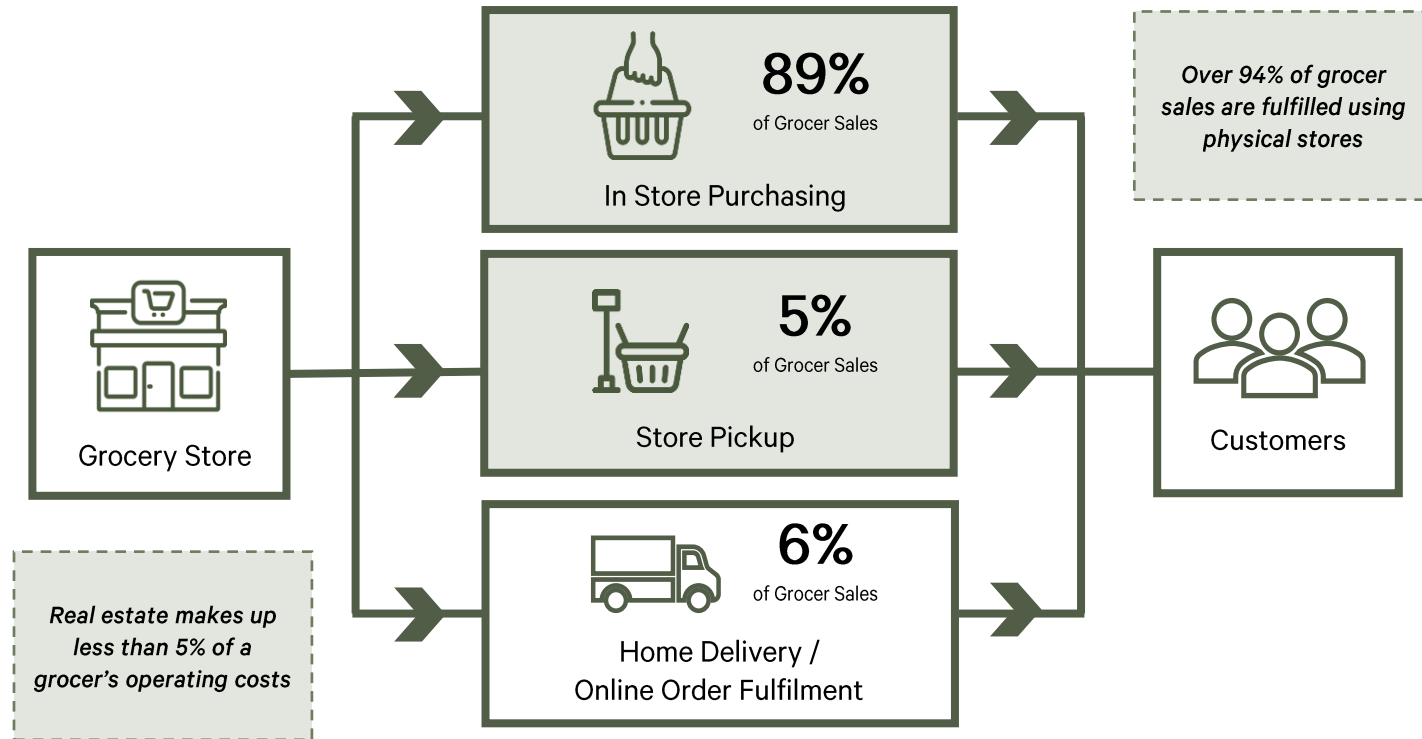 89%
of Grocer Sales
In Store Purchasing
Over 94% of grocer
sales are fulfilled using
physical stores
Grocery Store
5%
of Grocer Sales
Store Pickup
Customers
6%
of Grocer Sales
Home Delivery /
Online Order Fulfilment
Real estate makes up
less than 5% of a
grocer’s operating costs